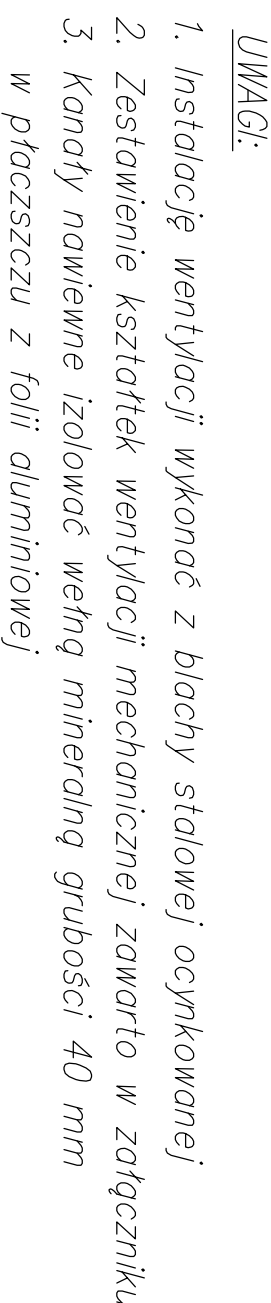 UWAGI:
1. Instalację wentylacji wykonać z blachy stalowej ocynkowanej
2. Zestawienie kształtek wentylacji mechanicznej zawarto w załączniku
3. Kanały nawiewne izolować wełną mineralną grubości 40 mm
w płaczszczu z folii aluminiowej